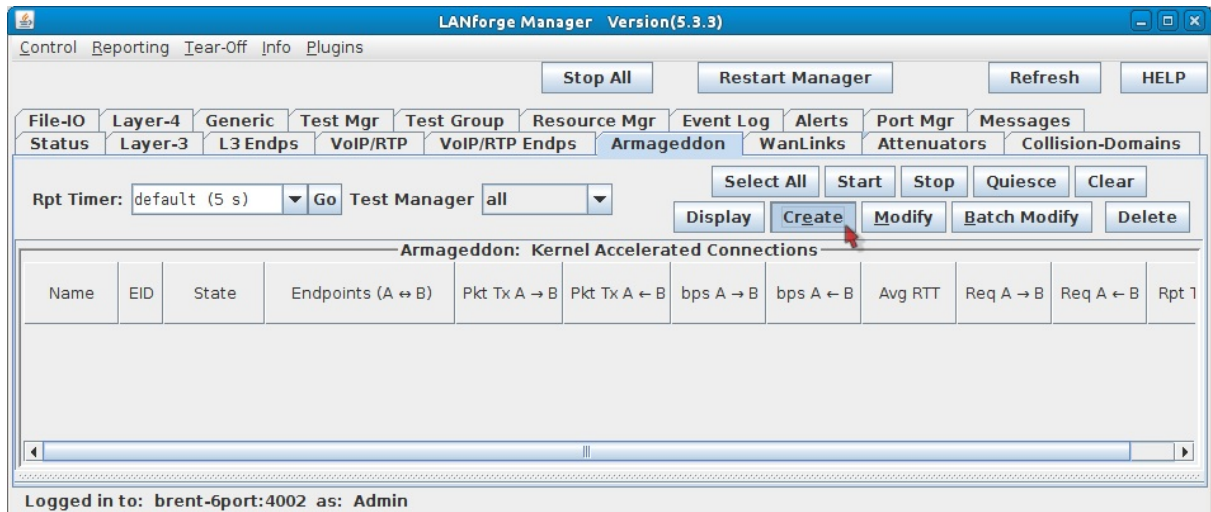 LANforge Manager Version(5.3.3)
Control Reporting Tear-Off Info Plugins
Stop All Restart Manager Refresh HELP
File-IO Layer-4 Generic Test Mgr Test Group Resource Mgr Event Log Alerts Port Mgr Messages
Status Layer-3 L3 Endps VoIP/RTP VoIP/RTP Endps Armageddon WanLinks Attenuators Collision-Domains
Select All Start Stop Quiesce Clear
Rpt Timer: default (5 s) Go Test Manager all
Display Create Modify Batch Modify Delete
Armageddon: Kernel Accelerated Connections
Name EID State Endpoints (A ↔ B) Pkt Tx A → B Pkt Tx A ← B bps A → B bps A ← B Avg RTT Req A → B Req A ← B Rpt
Logged in to: brent-6port:4002 as: Admin